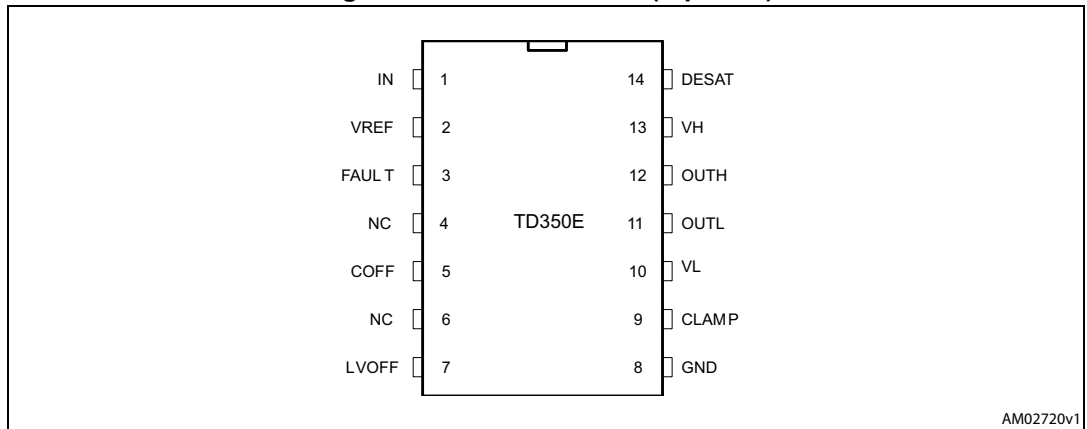 IN 1 14 DESAT
VREF 2 13 VH
FAULT 3 12 OUTH
NC 4 TD350E 11 OUTL
COFF 5 10 VL
NC 6 9 CLAMP
LVOFF 7 8 GND
AM02720v1